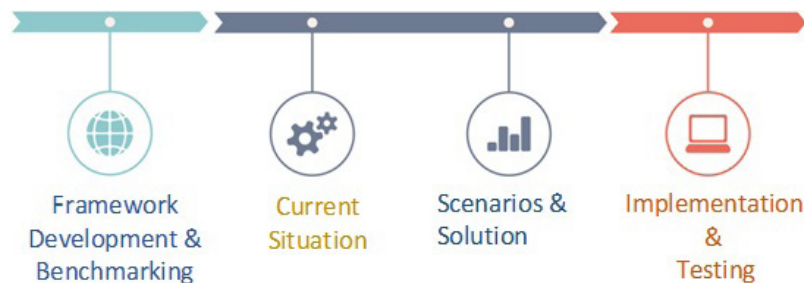 Framework
Development &
Benchmarking
Current
Situation
Scenarios &
Solution
Implementation
&
Testing